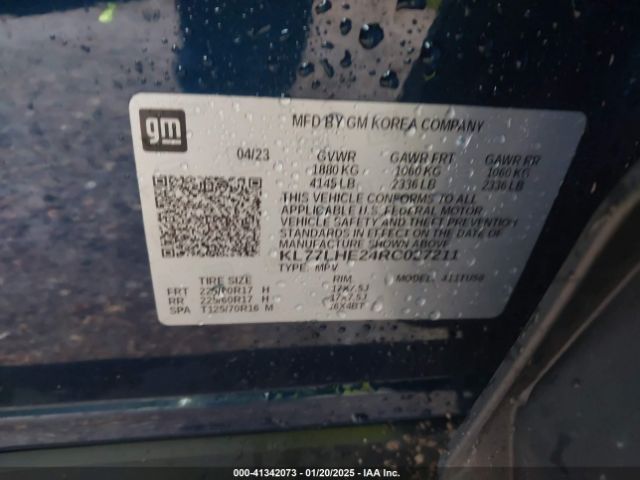 gm
MFD BY GM KOREA COMPANY
04/23 GVWR GAWR FRT GAWR RR
1880 KG 1060 KG 1060 KG
4145 LB 2336 LB 2336 LB
THIS VEHICLE CONFORMS TO ALL
APPLICABLE U.S. FEDERAL MOTOR
VEHICLE SAFETY AND THEFT PREVENTION
STANDARDS IN EFFECT ON THE DATE OF
MANUFACTURE SHOWN ABOVE.
KL77LHE24RC027211
TYPE: MPV MODEL: 411TU58
TIRE SIZE RIM
FRT 225/60R17 H 17x7.5J
RR 225/60R17 H 17x7.5J
SPA T125/70R16 M 16X4BT
000-41342073 — 01/20/2025 — IAA Inc.